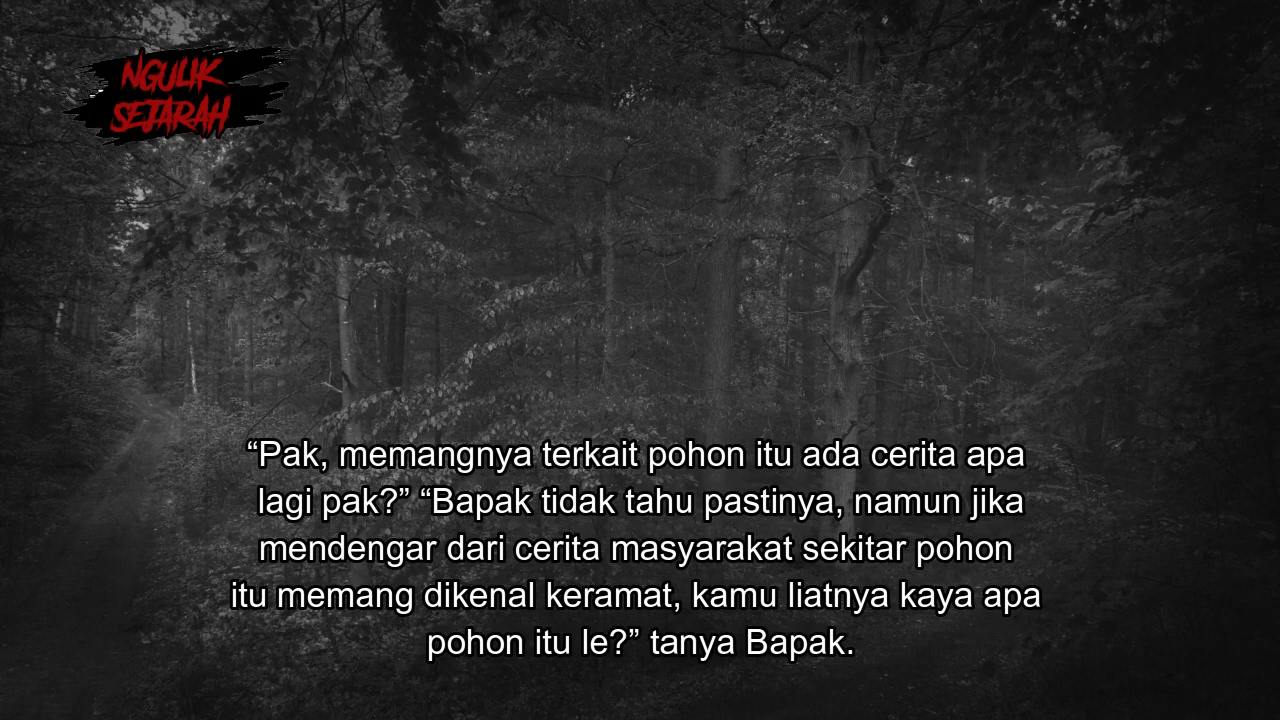 NGULIK
SEJARAH
“Pak, memangnya terkait pohon itu ada cerita apa
lagi pak?” “Bapak tidak tahu pastinya, namun jika
mendengar dari cerita masyarakat sekitar pohon
itu memang dikenal keramat, kamu liatnya kaya apa
pohon itu le?” tanya Bapak.